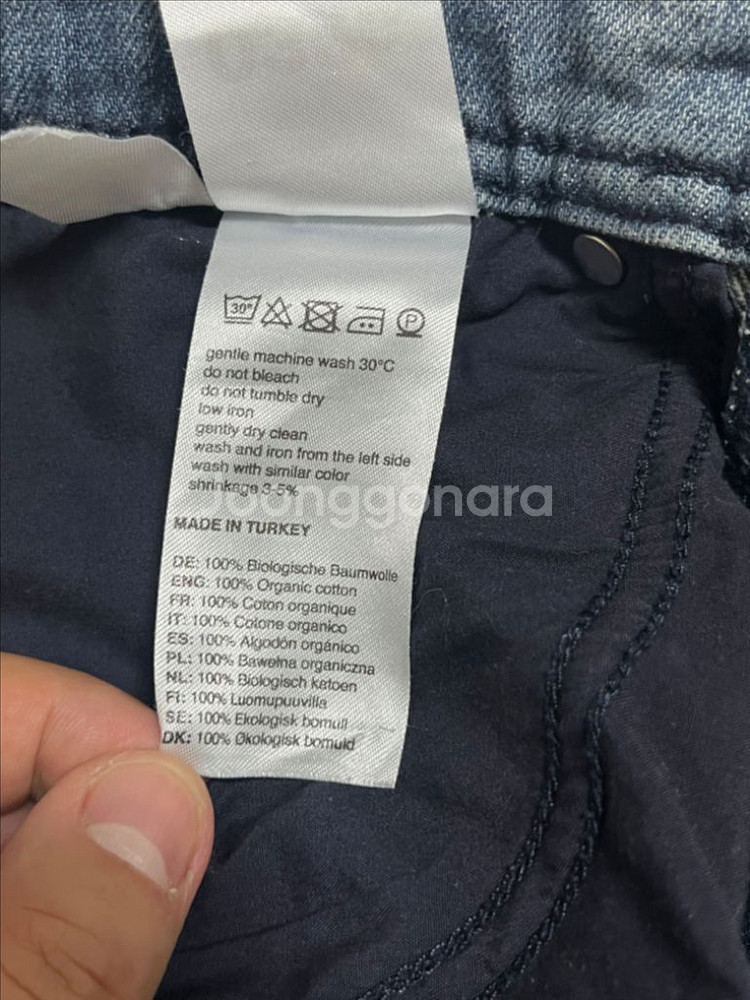 30°
P
gentle machine wash 30°C
do not bleach
do not tumble dry
low iron
gently dry clean
wash and iron from the left side
wash with similar color
shrinkage 3-5%
Joonggonara
MADE IN TURKEY
DE: 100% Biologische Baumwolle
ENG: 100% Organic cotton
FR: 100% Coton organique
IT: 100% Cotone organico
ES: 100% Algodón orgánico
PL: 100% Bawełna organiczna
NL: 100% Biologisch katoen
FI: 100% Luomupuuvilla
SE: 100% Ekologisk bomull
DK: 100% Økologisk bomuld